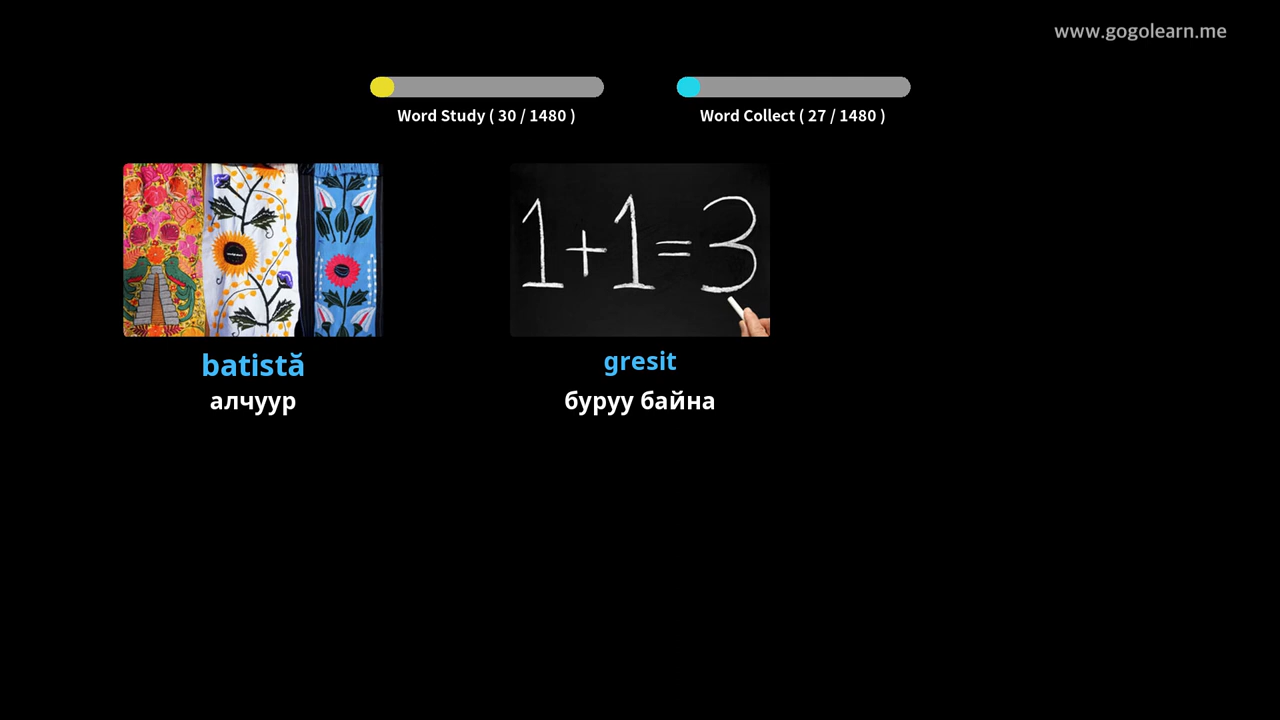 www.gogolearn.me
Word Study ( 30 / 1480 )
Word Collect ( 27 / 1480 )
1+1=3
batistă
gresit
алчуур
буруу байна